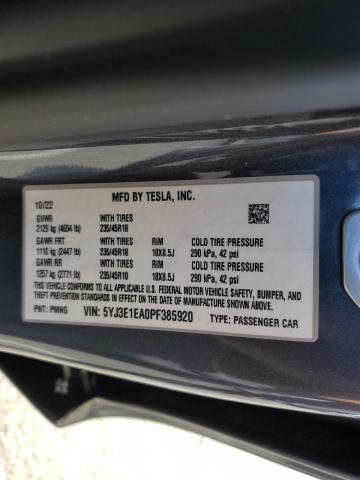 MFD BY TESLA, INC.
10/22
GVWR WITH TIRES
2129 kg (4694 lb) 235/45R18
GAWR FRT WITH TIRES RIM COLD TIRE PRESSURE
1110 kg (2447 lb) 235/45R18 18X8.5J 290 kPa, 42 psi
GAWR RR WITH TIRES RIM COLD TIRE PRESSURE
1257 kg (2771 lb) 235/45R18 18X8.5J 290 kPa, 42 psi
THIS VEHICLE CONFORMS TO ALL APPLICABLE
U.S. FEDERAL MOTOR VEHICLE SAFETY, BUMPER, AND
THEFT PREVENTION STANDARDS IN EFFECT ON THE DATE OF
MANUFACTURE SHOWN ABOVE.
PNT: PMNG VIN: 5YJ3E1EA0PF385920 TYPE: PASSENGER CAR